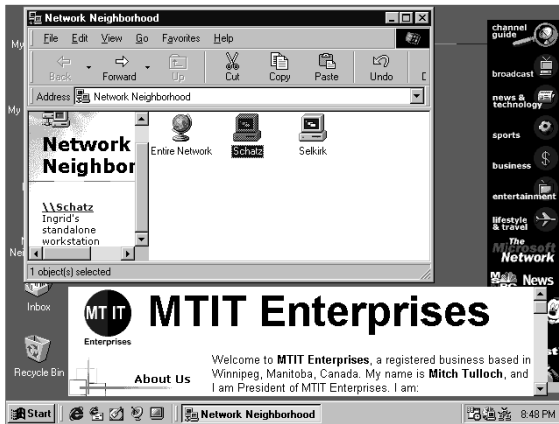 Network Neighborhood
File Edit View Go Favorites Help
Back Forward Up Cut Copy Paste Undo
Address Network Neighborhood
Network
Neighbor
\\Schatz
Ingrid's
standalone
workstation
Entire Network Schatz Selkirk
1 object(s) selected
My
My
Nei
Inbox
Recycle Bin
channel
guide
broadcast
news &
technology
sports
business
entertainment
lifestyle
& travel
The
Microsoft
Network
News
MT IT
Enterprises
MTIT Enterprises
About Us
Welcome to MTIT Enterprises, a registered business based in
Winnipeg, Manitoba, Canada. My name is Mitch Tulloch, and
I am President of MTIT Enterprises. I am:
Start Network Neighborhood 8:48 PM